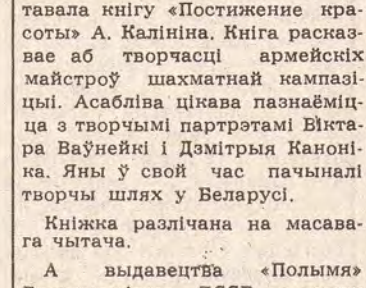 тавала кнігу «Постижение кра-
соты» А. Калініна. Кніга расказ-
вае аб творчасці армейскіх
майстроў шахматнай кампазі-
цыі. Асабліва цікава пазнаёміц-
ца з творчымі партрэтамі Вікта-
ра Ваўнейкі і Дзмітрыя Каноні-
ка. Яны ў свой час пачыналі
творчы шлях у Беларусі.
Кніжка разлічана на масава-
га чытача.
А выдавецтва «Полымя»